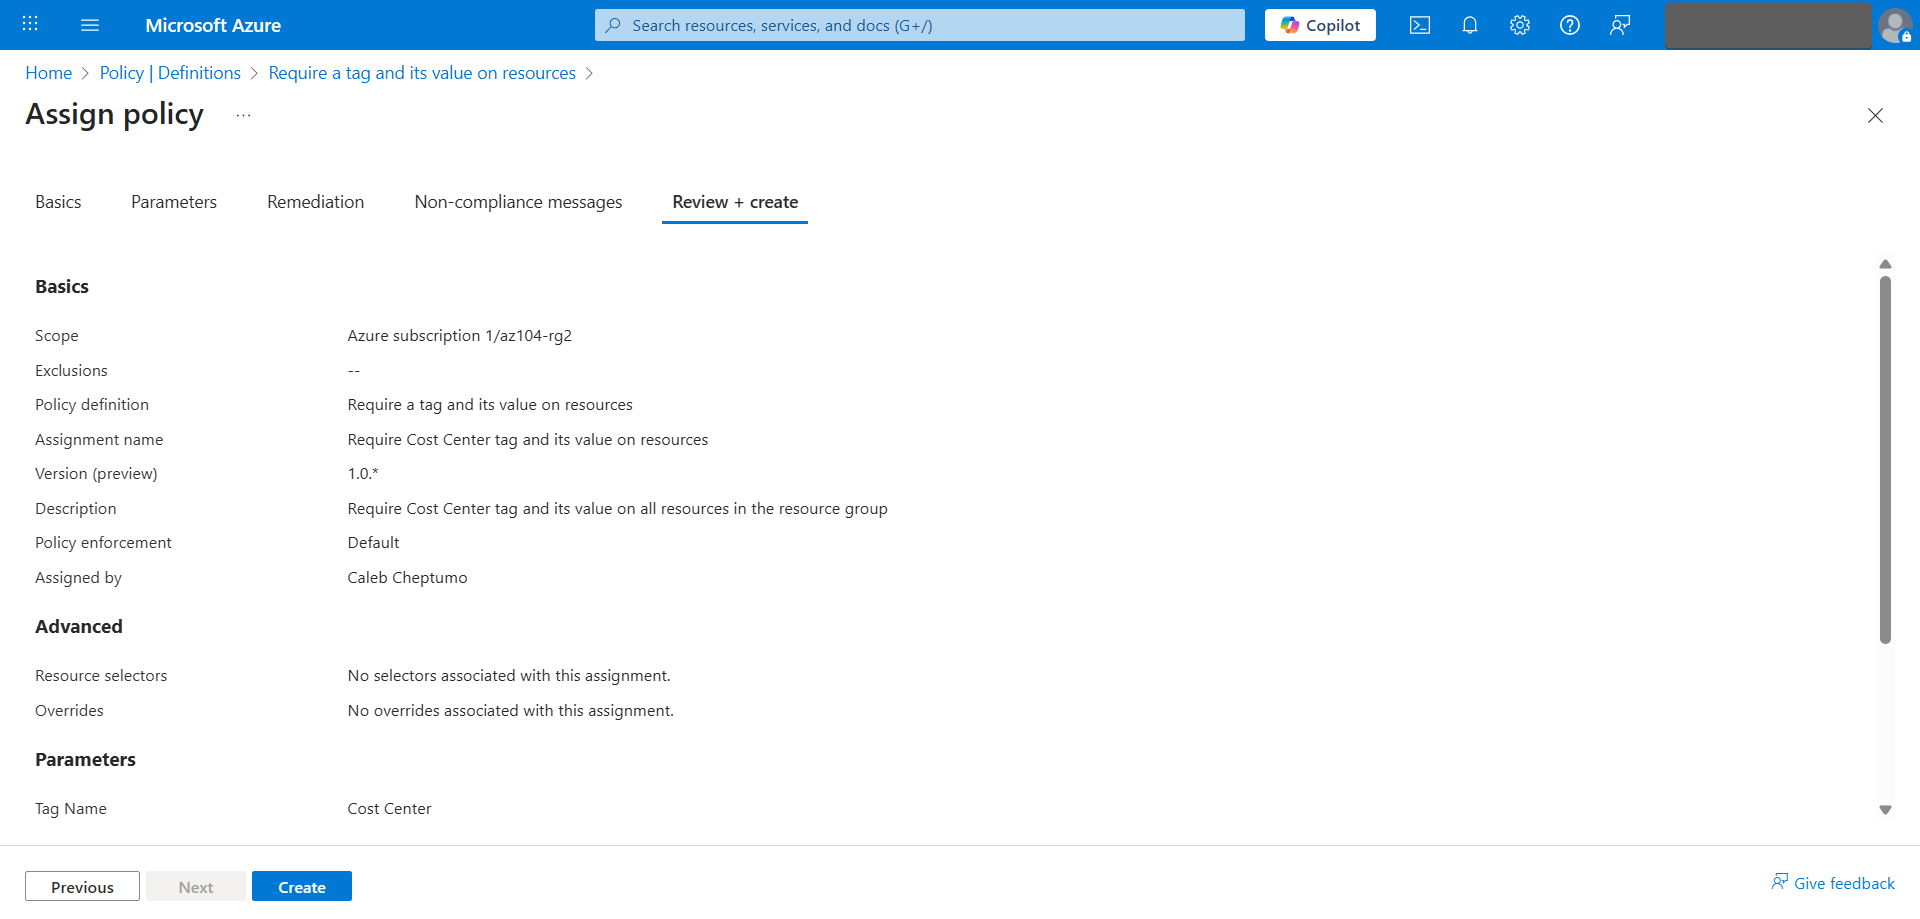 Microsoft Azure
Search resources, services, and docs (G+/)
Copilot
Home > Policy | Definitions > Require a tag and its value on resources >
Assign policy ...
Basics Parameters Remediation Non-compliance messages Review + create
Basics
Scope Azure subscription 1/az104-rg2
Exclusions --
Policy definition Require a tag and its value on resources
Assignment name Require Cost Center tag and its value on resources
Version (preview) 1.0.*
Description Require Cost Center tag and its value on all resources in the resource group
Policy enforcement Default
Assigned by Caleb Cheptumo
Advanced
Resource selectors No selectors associated with this assignment.
Overrides No overrides associated with this assignment.
Parameters
Tag Name Cost Center
Previous Next Create
Give feedback